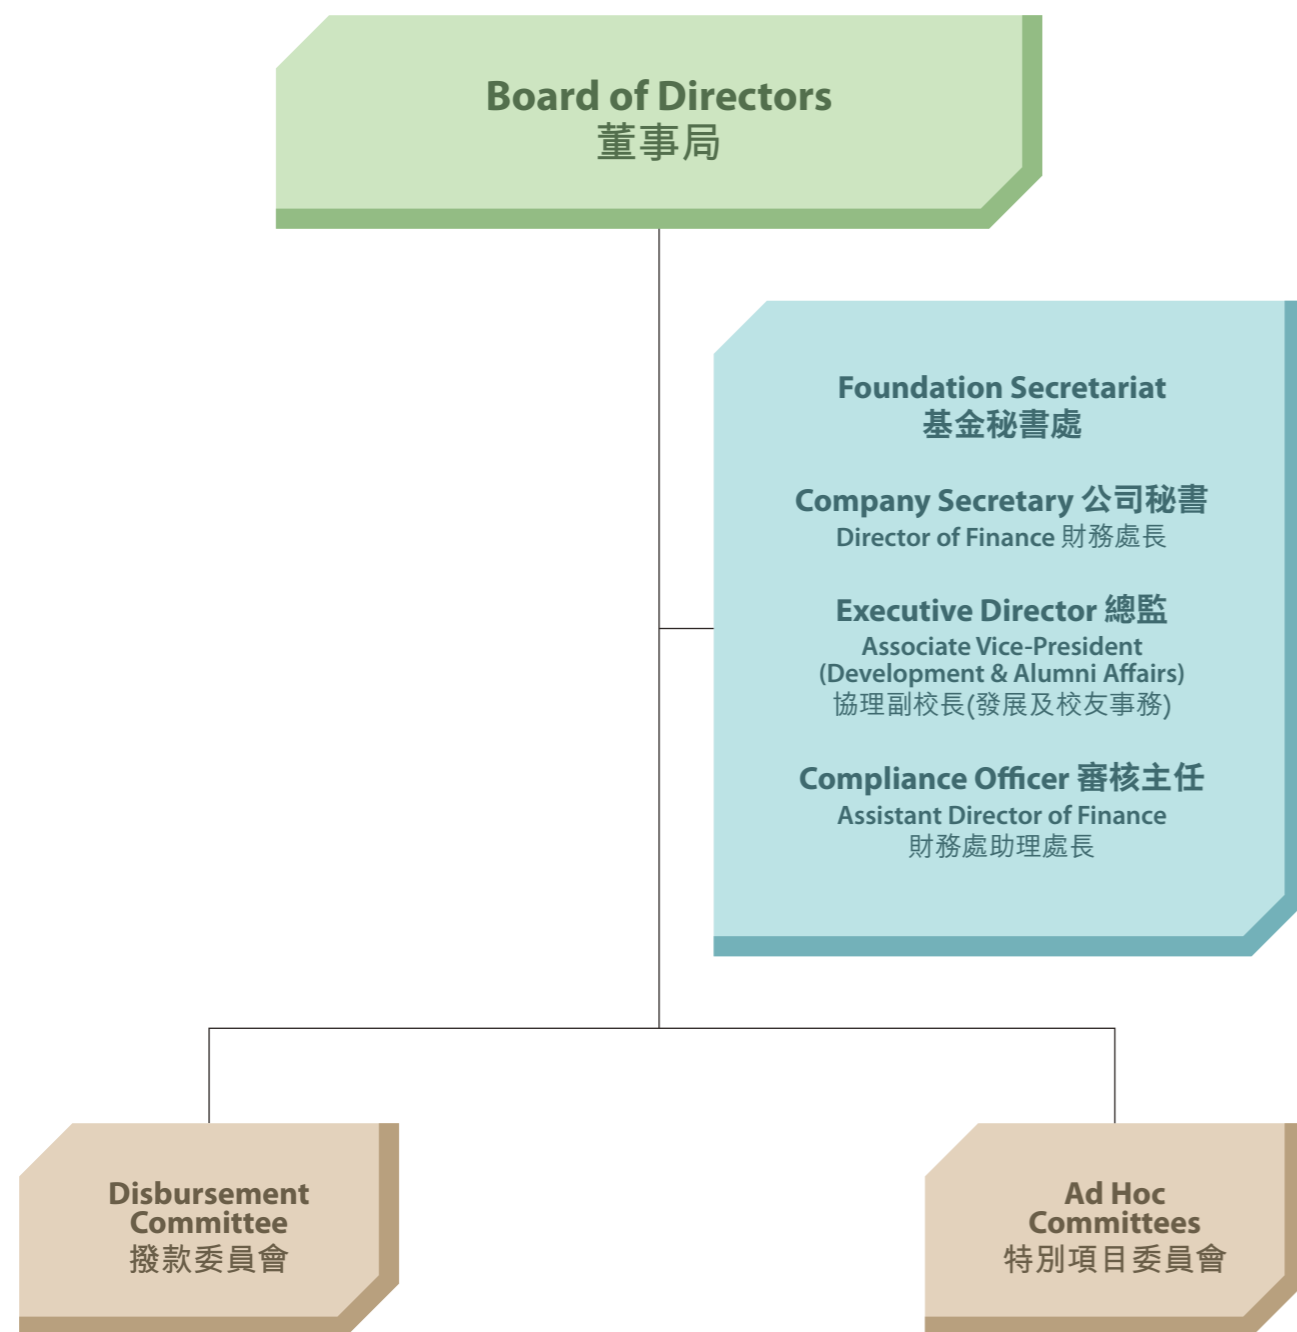 Board of Directors
董事局
Foundation Secretariat
基金秘書處
Company Secretary 公司秘書
Director of Finance 財務處長
Executive Director 總監
Associate Vice-President
(Development & Alumni Affairs)
協理副校長(發展及校友事務)
Compliance Officer 審核主任
Assistant Director of Finance
財務處助理處長
Disbursement
Committee
撥款委員會
Ad Hoc
Committees
特別項目委員會